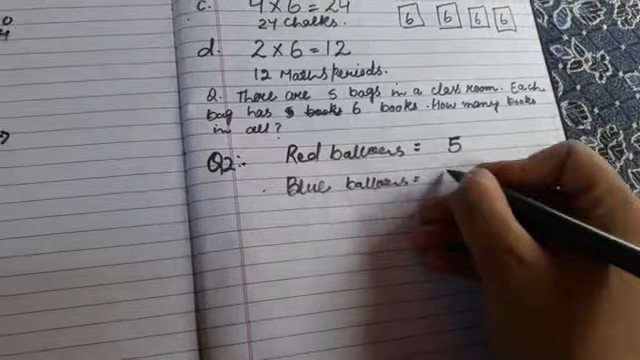 c. 4 x 6 = 24
24 Chalks. 6 6 6 6
d. 2 x 6 = 12
12 Maths Periods.
Q. There are 5 bags in a class room. Each
bag has 5 books 6 books. How many books
in all?
Q2:- Red balloons = 5
Blue balloons =